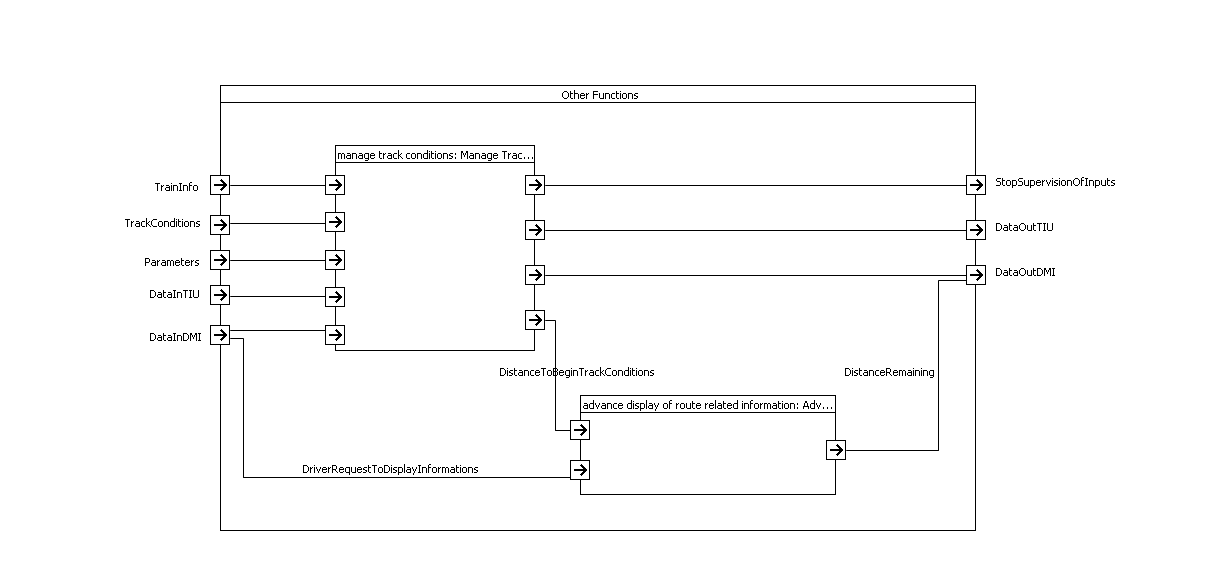 Other Functions
manage track conditions: Manage Trac...
TrainInfo
StopSupervisionOfInputs
TrackConditions
DataOutTIU
Parameters
DataOutDMI
DataInTIU
DataInDMI
DistanceToBeginTrackConditions
DistanceRemaining
advance display of route related information: Adv...
DriverRequestToDisplayInformations